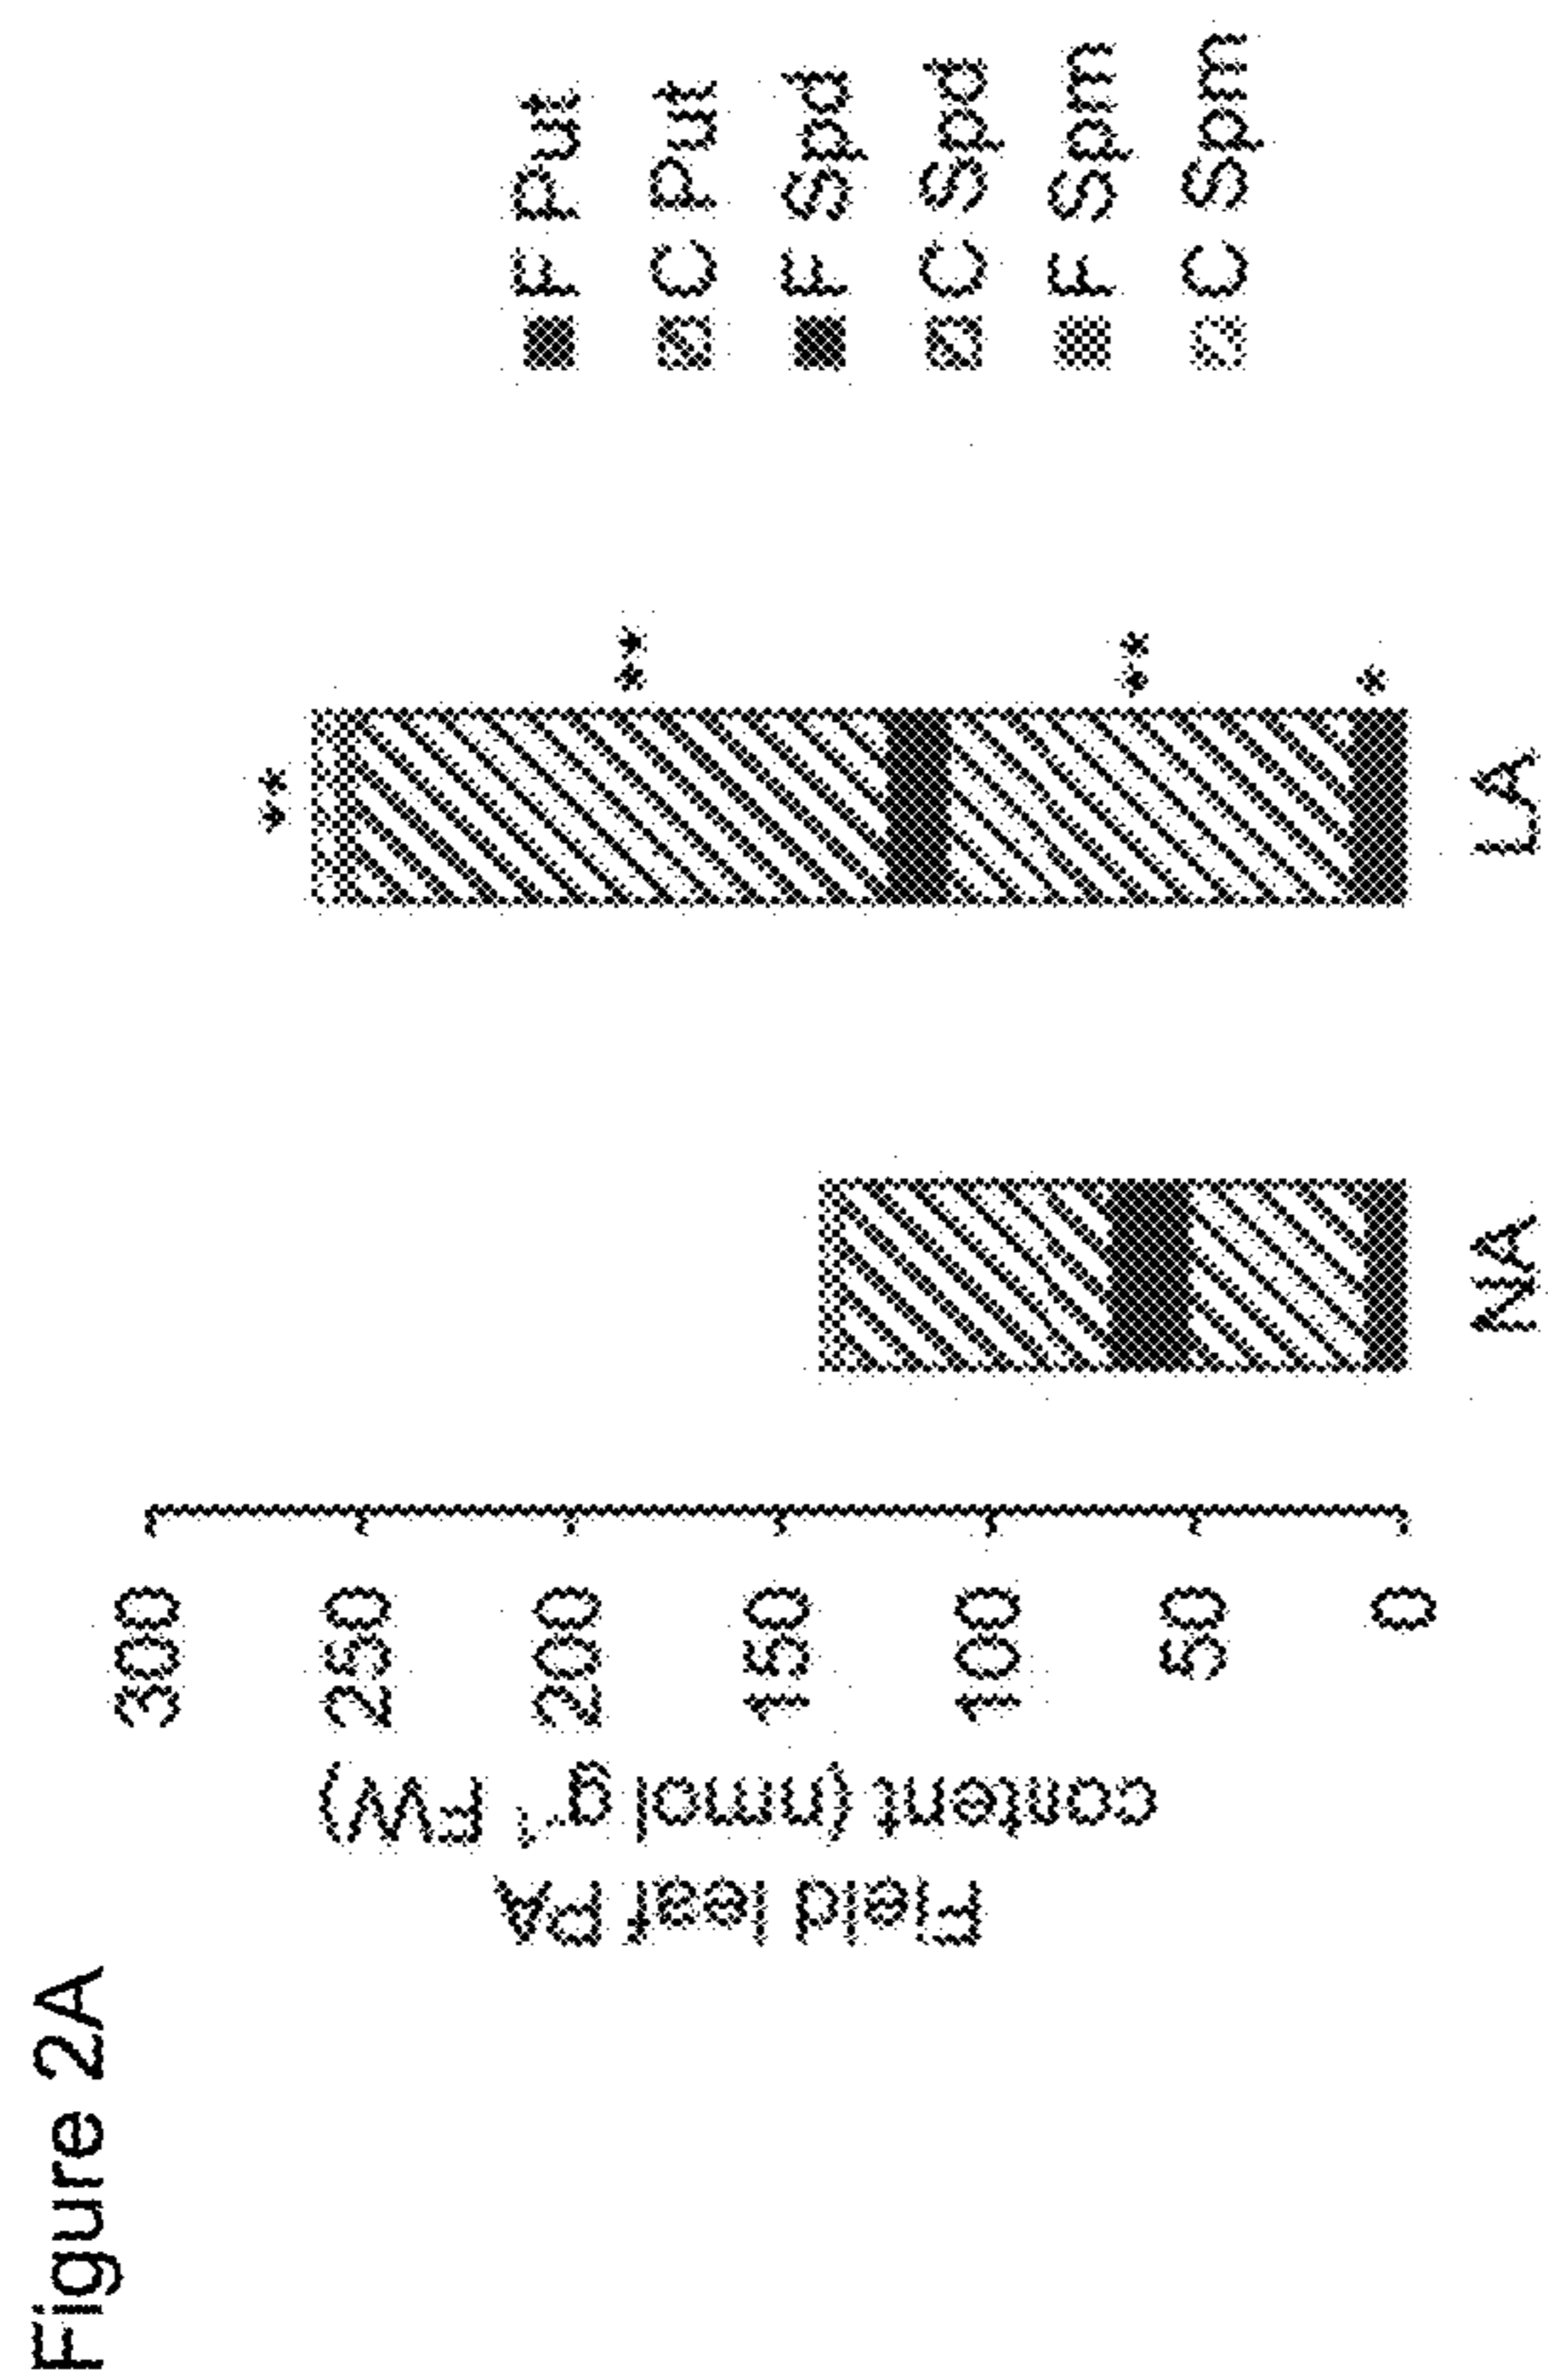 Figure 2A
Field leaf PA
content (nmol g⁻¹ FW)
300
250
200
150
100
50
0
NA
LA
**
**
**
*
F Put
C Put
F Spd
C Spd
F Spm
C Spm